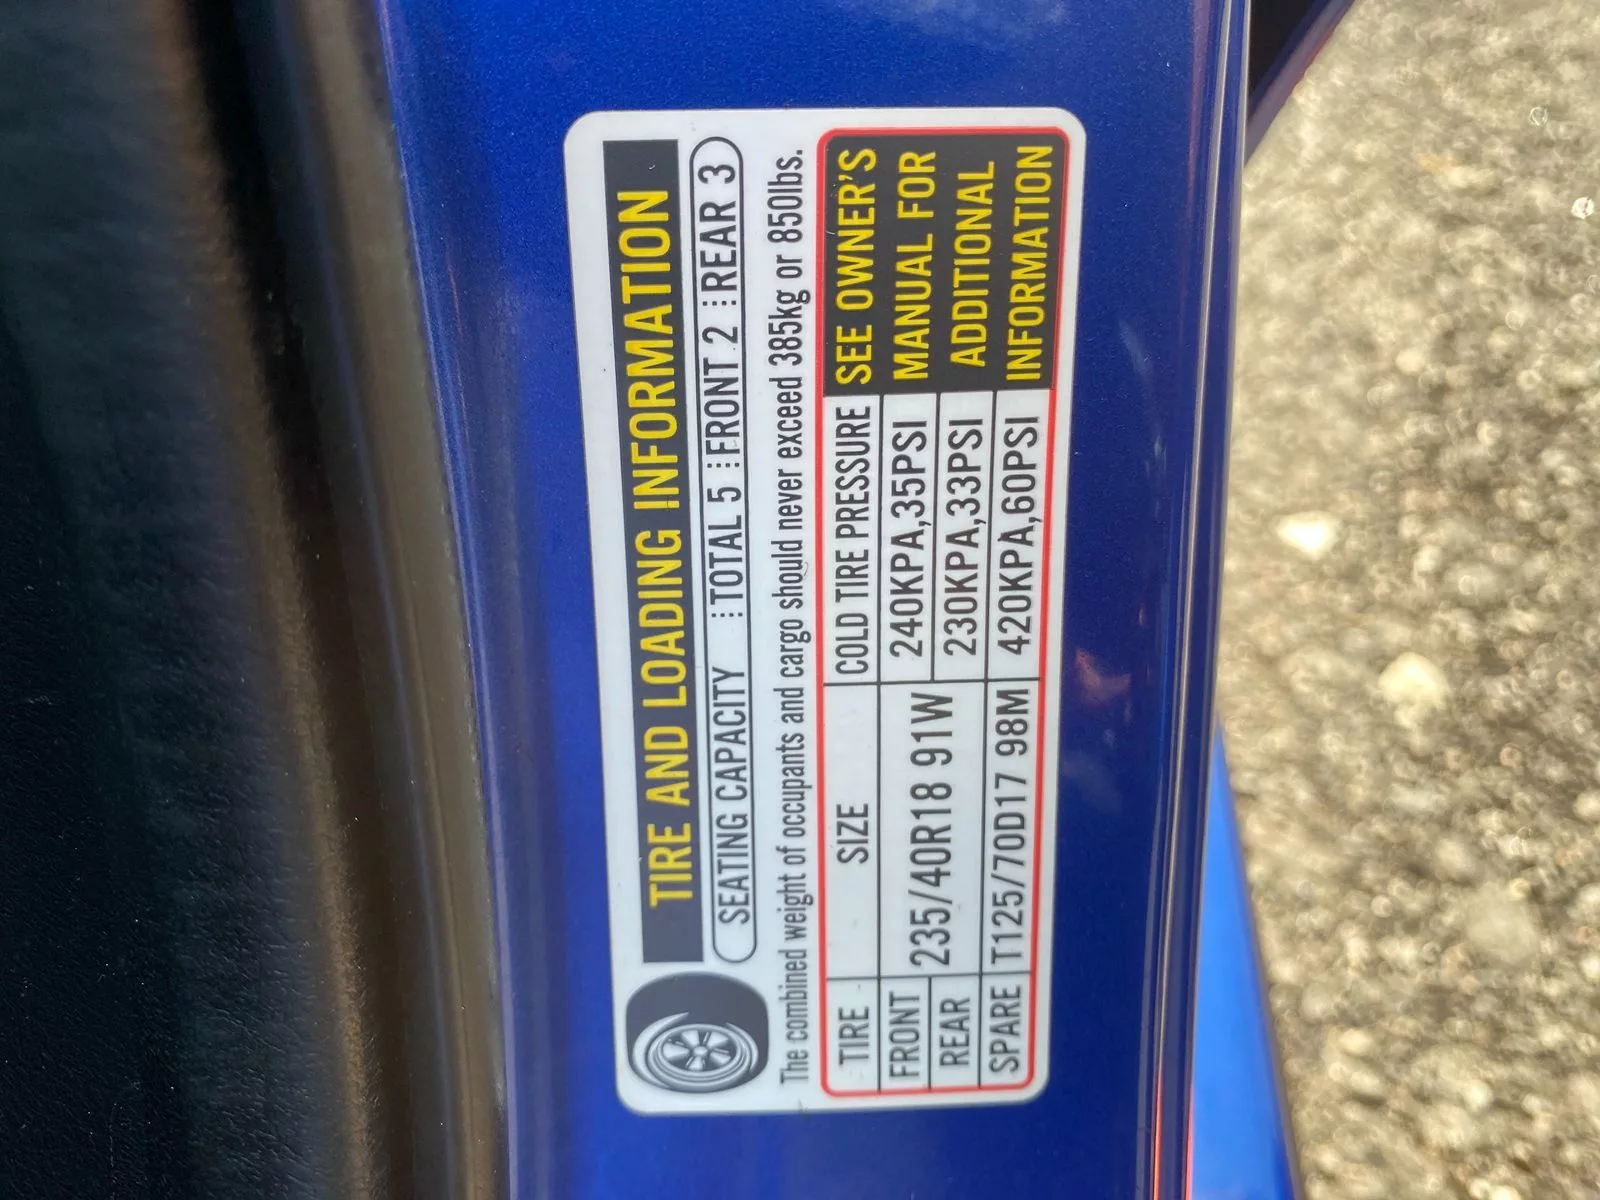 TIRE AND LOADING INFORMATION
SEATING CAPACITY TOTAL 5 FRONT 2 REAR 3
The combined weight of occupants and cargo should never exceed 385kg or 850lbs.
TIRE SIZE COLD TIRE PRESSURE
FRONT 235/40R18 91W 240KPA,35PSI
REAR 230KPA,33PSI
SPARE T125/70D17 98M 420KPA,60PSI
SEE OWNER'S
MANUAL FOR
ADDITIONAL
INFORMATION